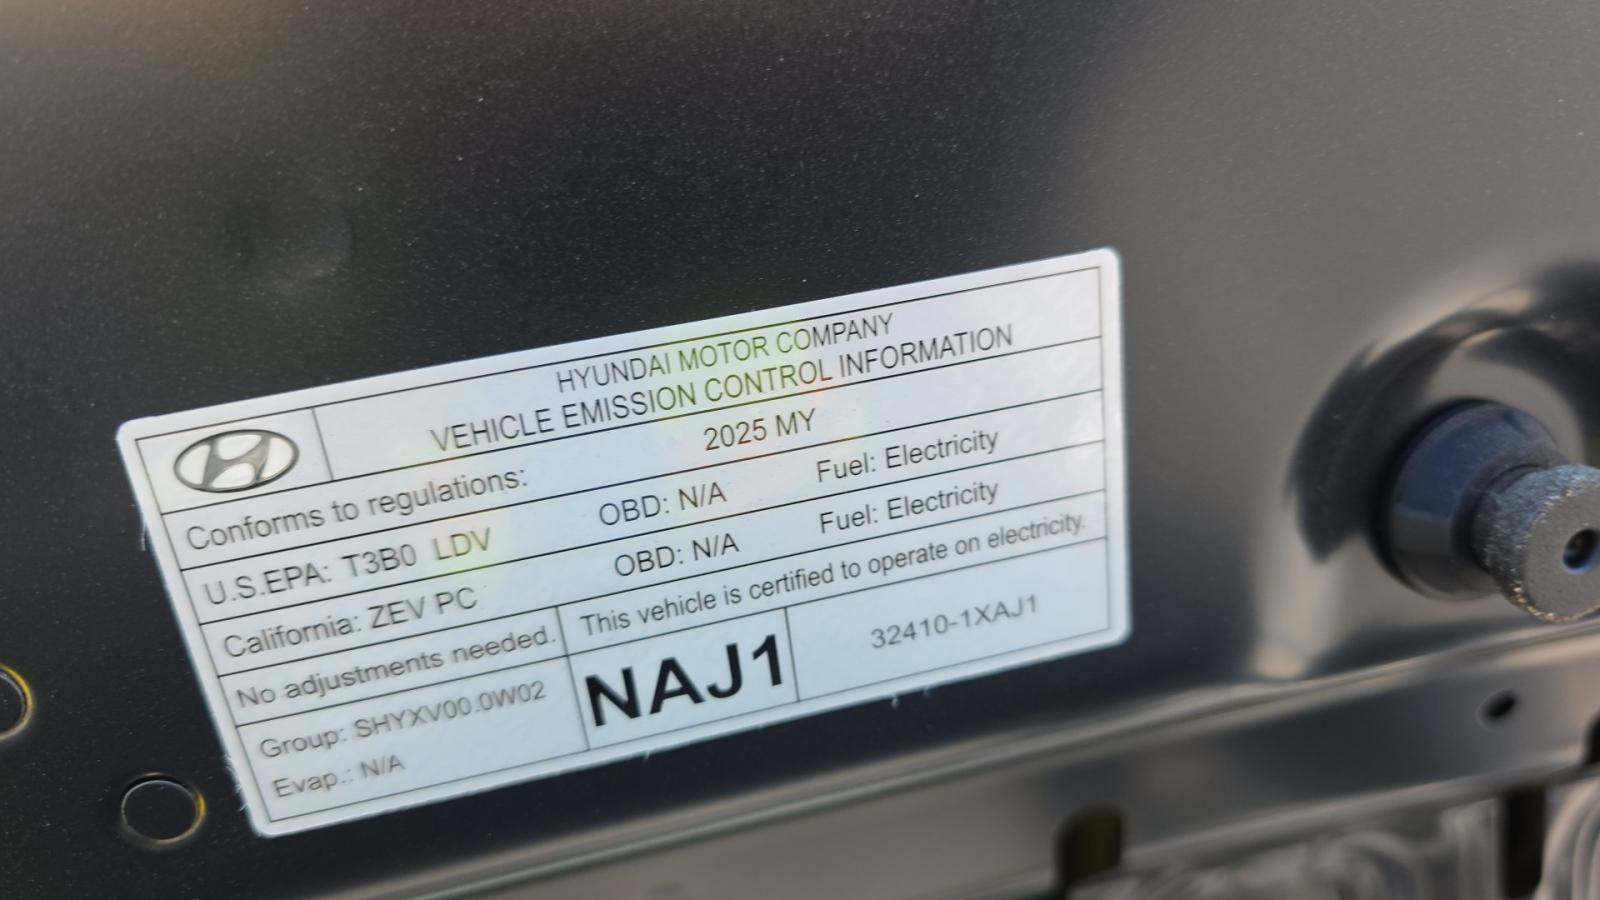 HYUNDAI MOTOR COMPANY
VEHICLE EMISSION CONTROL INFORMATION
Conforms to regulations: 2025 MY
U.S.EPA: T3B0 LDV OBD: N/A Fuel: Electricity
California: ZEV PC OBD: N/A Fuel: Electricity
No adjustments needed. This vehicle is certified to operate on electricity.
Group: SHYXV00.0W02
Evap.: N/A
NAJ1
32410-1XAJ1